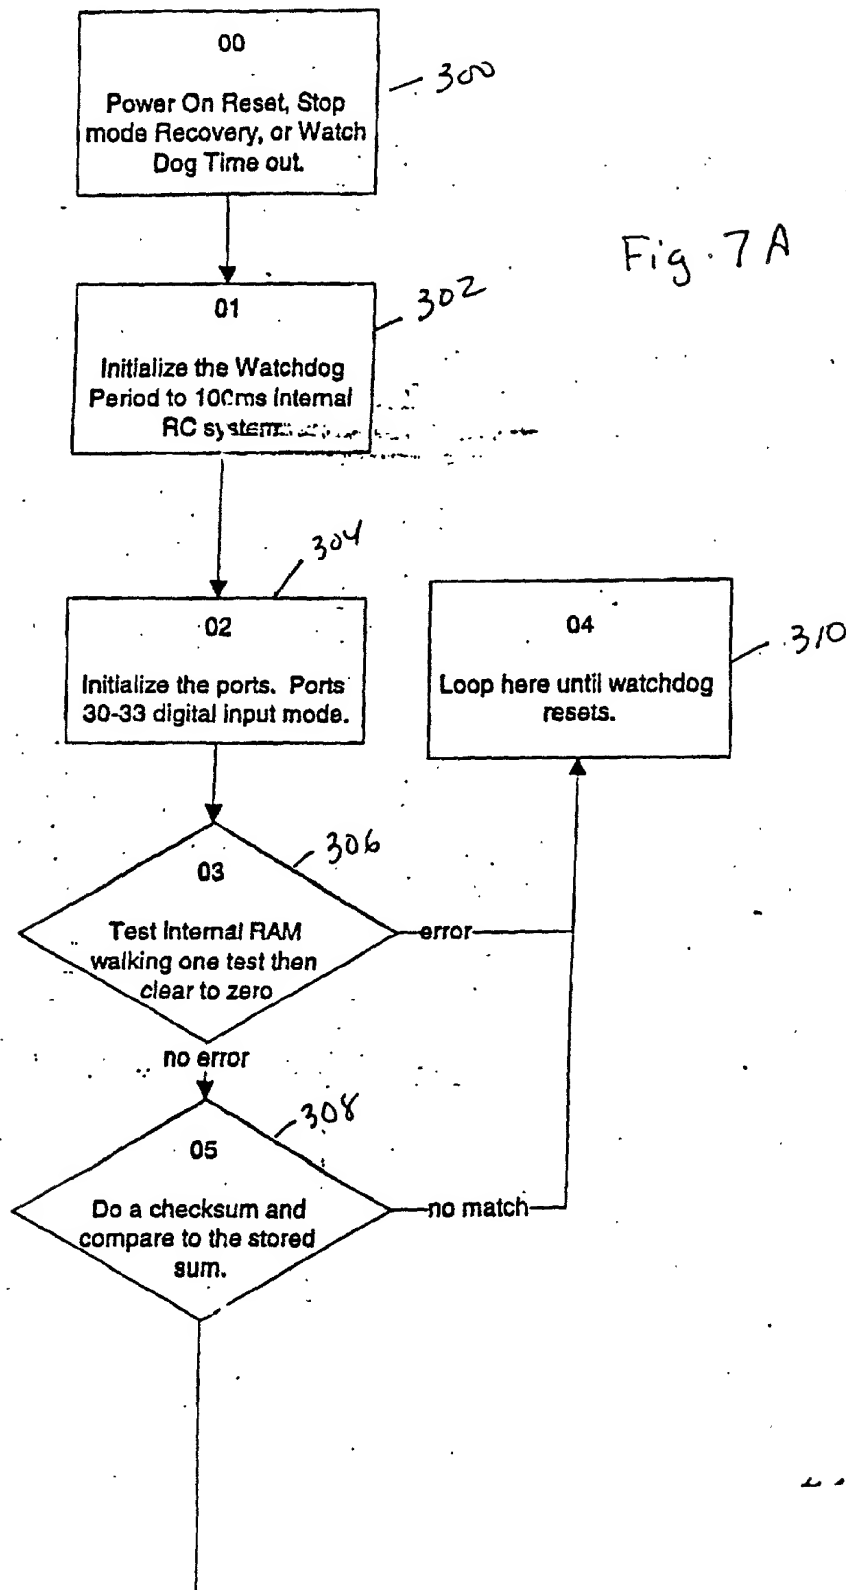 00
Power On Reset, Stop
mode Recovery, or Watch
Dog Time out.
300
Fig. 7A
01
Initialize the Watchdog
Period to 100ms internal
RC system.
302
304
02
Initialize the ports. Ports
30-33 digital input mode.
04
Loop here until watchdog
resets.
310
306
03
Test internal RAM
walking one test then
clear to zero
error
no error
308
05
Do a checksum and
compare to the stored
sum.
no match